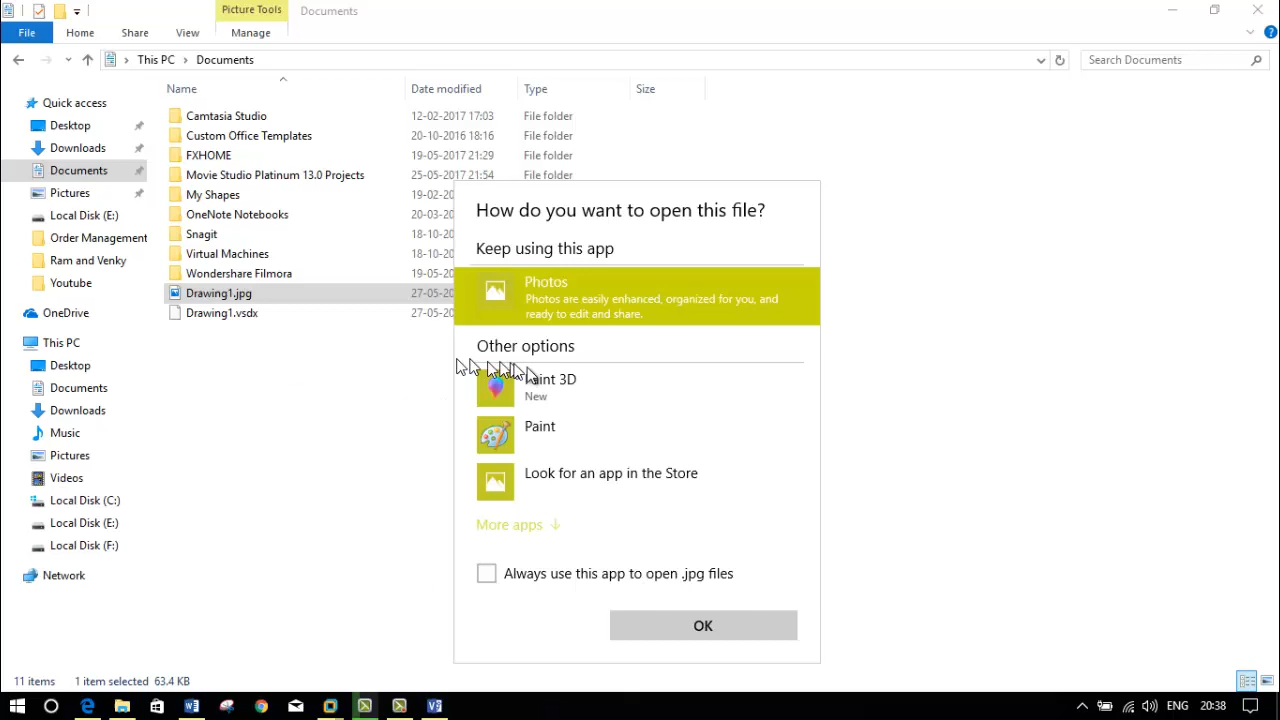 Picture Tools
Documents
File
Home
Share
View
Manage
This PC
Documents
Search Documents
Name
Date modified
Type
Size
Quick access
Desktop
Downloads
Documents
Pictures
Local Disk (E:)
Order Management
Ram and Venky
Youtube
OneDrive
This PC
Desktop
Documents
Downloads
Music
Pictures
Videos
Local Disk (C:)
Local Disk (E:)
Local Disk (F:)
Network
Camtasia Studio 12-02-2017 17:03 File folder
Custom Office Templates 20-10-2016 18:16 File folder
FXHOME 19-05-2017 21:29 File folder
Movie Studio Platinum 13.0 Projects 25-05-2017 21:54 File folder
My Shapes 19-02
OneNote Notebooks 20-03
Snagit 18-10
Virtual Machines 18-10
Wondershare Filmora 19-05
Drawing1.jpg 27-05
Drawing1.vsdx 27-05
How do you want to open this file?
Keep using this app
Photos
Photos are easily enhanced, organized for you, and
ready to edit and share.
Other options
Paint 3D
New
Paint
Look for an app in the Store
More apps
Always use this app to open .jpg files
OK
11 items 1 item selected 63.4 KB
ENG 20:38